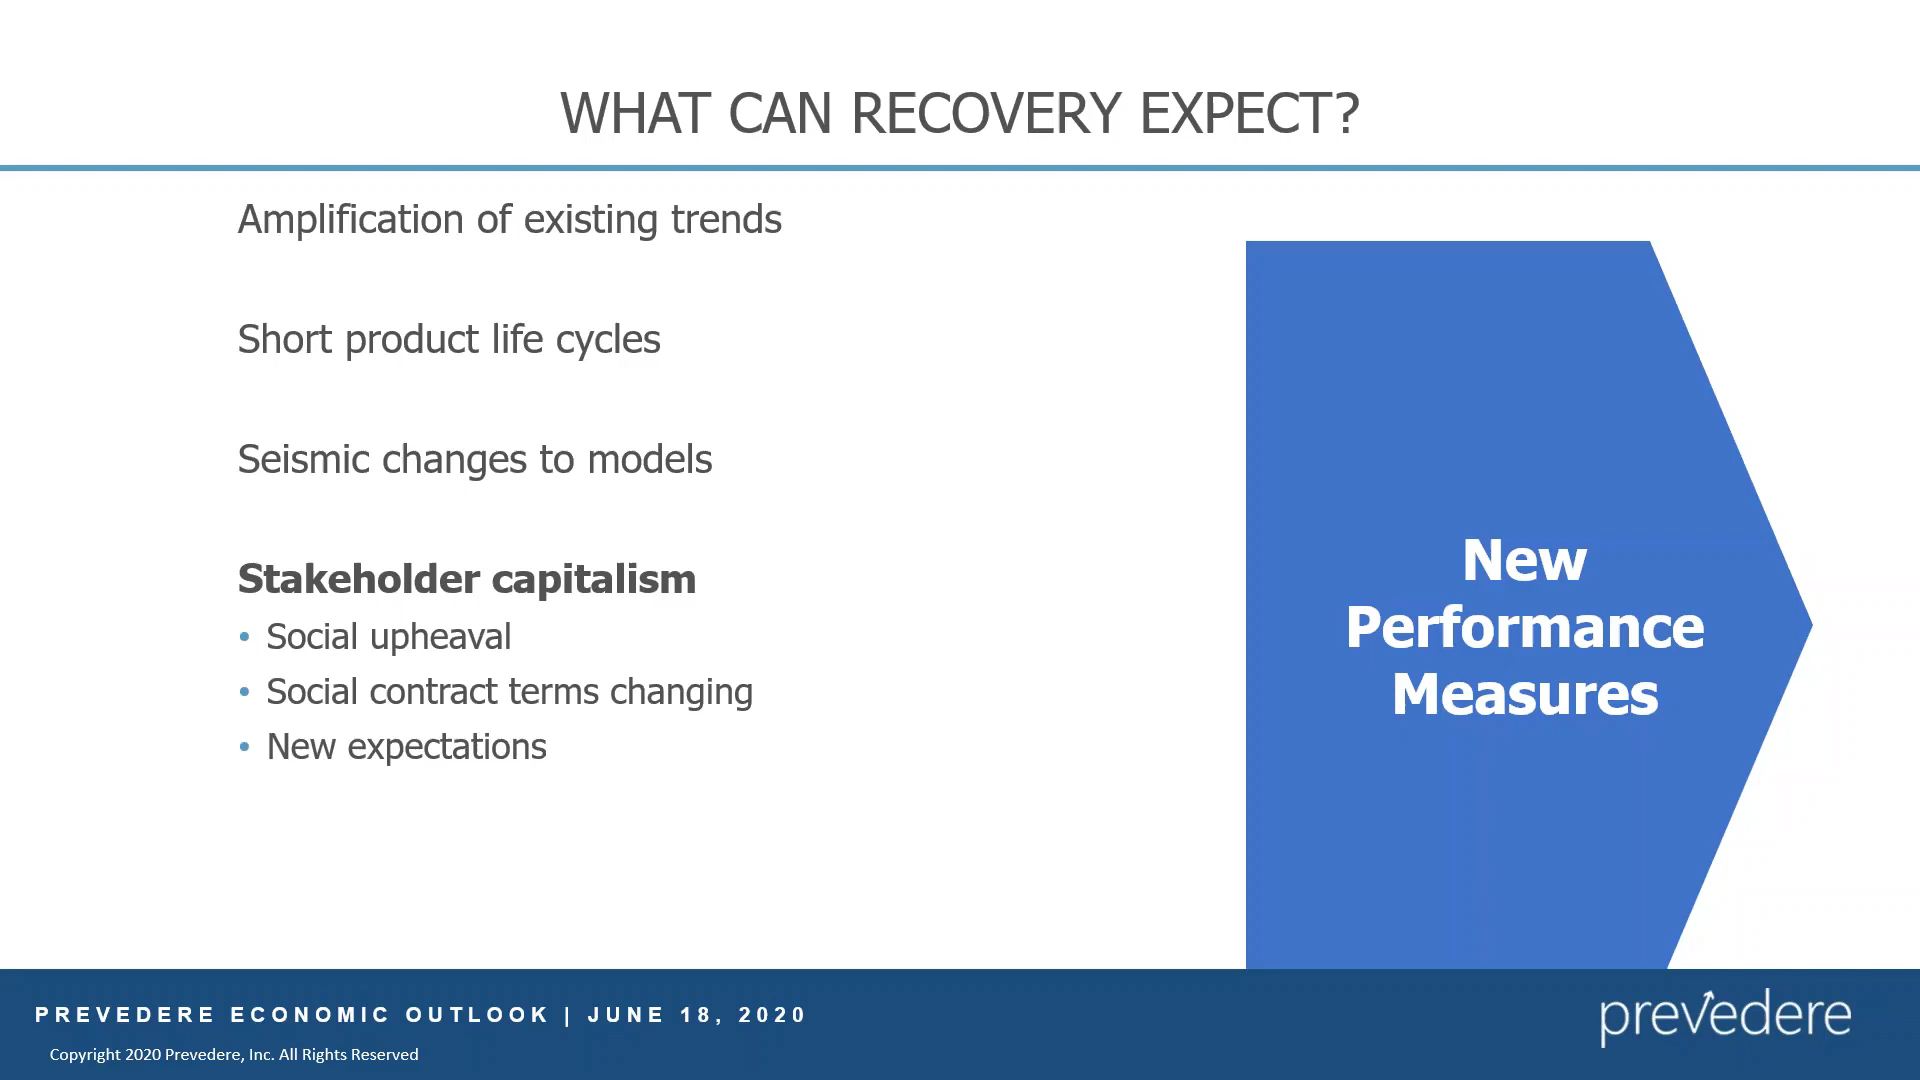 WHAT CAN RECOVERY EXPECT?
Amplification of existing trends
Short product life cycles
Seismic changes to models
Stakeholder capitalism
• Social upheaval
• Social contract terms changing
• New expectations
New
Performance
Measures
PREVEDERE ECONOMIC OUTLOOK | JUNE 18, 2020
Copyright 2020 Prevedere, Inc. All Rights Reserved
prevedere